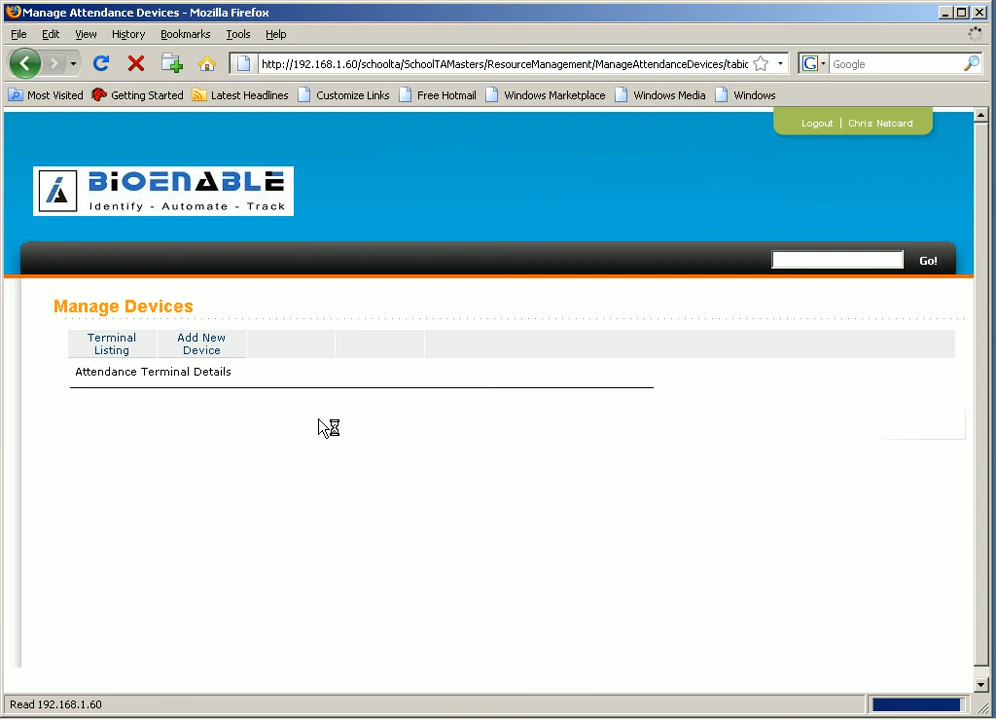 Manage Attendance Devices - Mozilla Firefox
File Edit View History Bookmarks Tools Help
http://192.168.1.60/schoolta/SchoolTAMasters/ResourceManagement/ManageAttendanceDevices/tabic
G Google
Most Visited Getting Started Latest Headlines Customize Links Free Hotmail Windows Marketplace Windows Media Windows
Logout | Chris Netcard
BIOENABLE
Identify - Automate - Track
Go!
Manage Devices
Terminal Listing
Add New Device
Attendance Terminal Details
Read 192.168.1.60